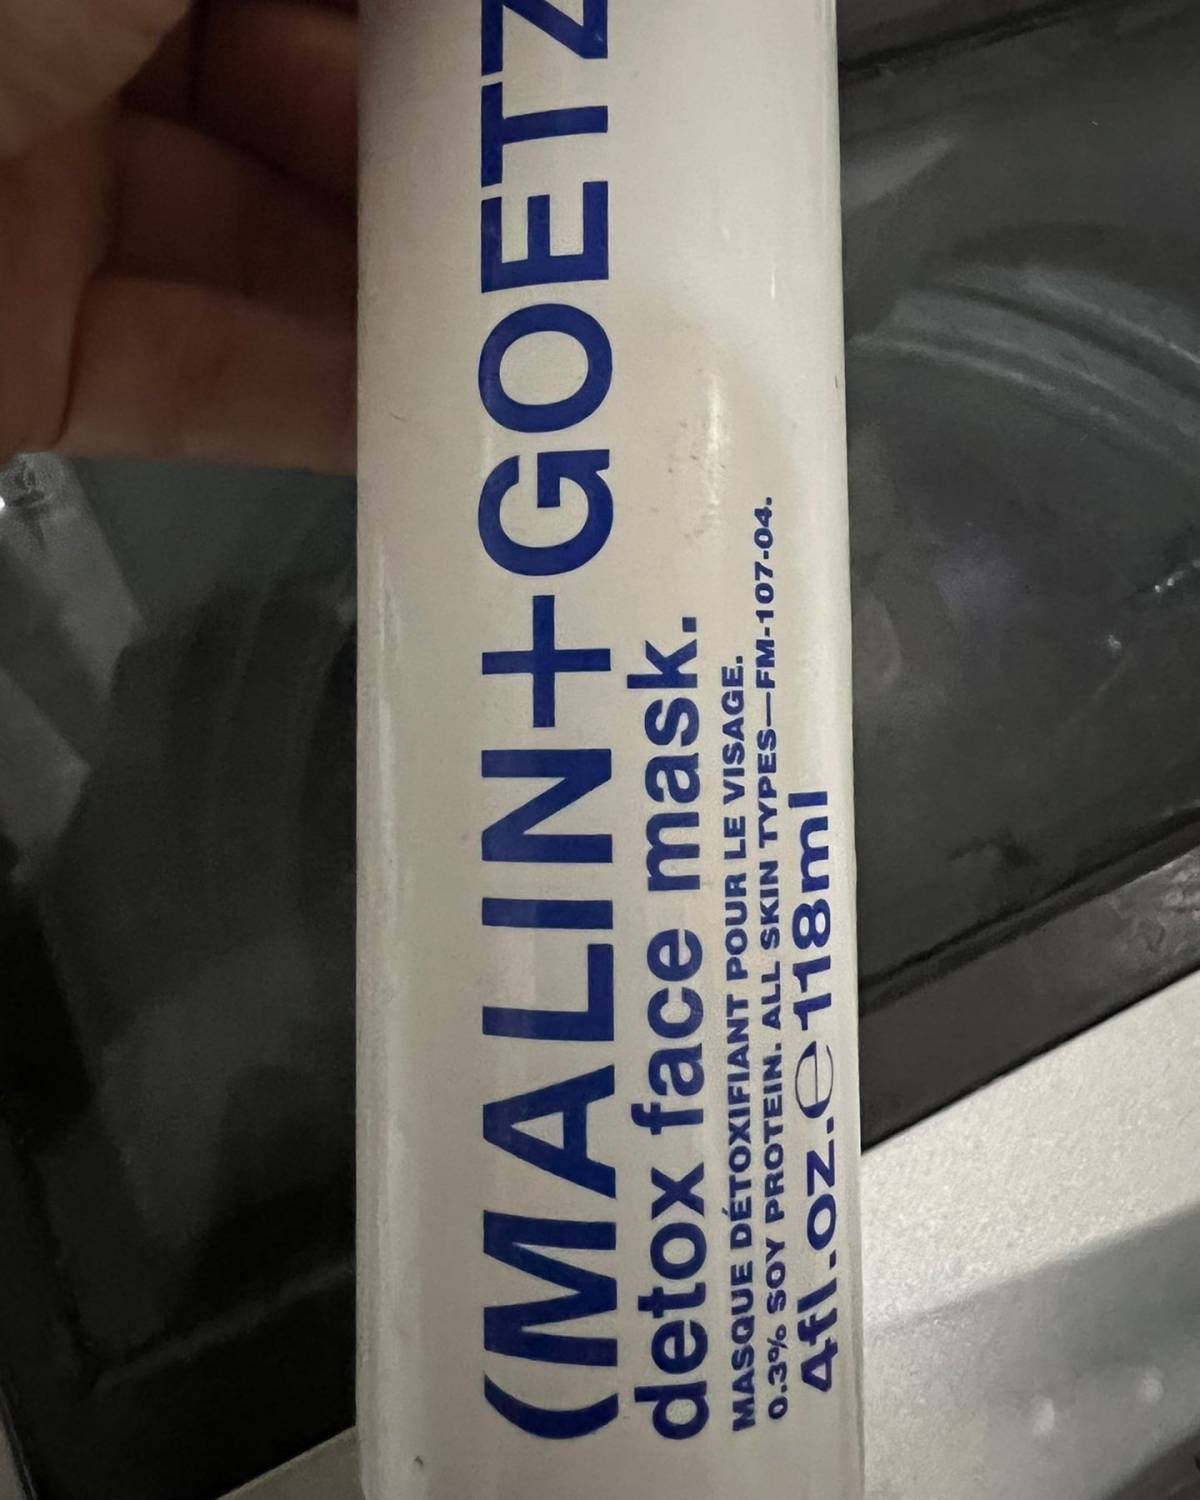 (MALIN+GOETZ
detox face mask.
MASQUE DÉTOXIFIANT POUR LE VISAGE.
0.3% SOY PROTEIN. ALL SKIN TYPES—FM-107-04.
4fl.oz.℮118ml